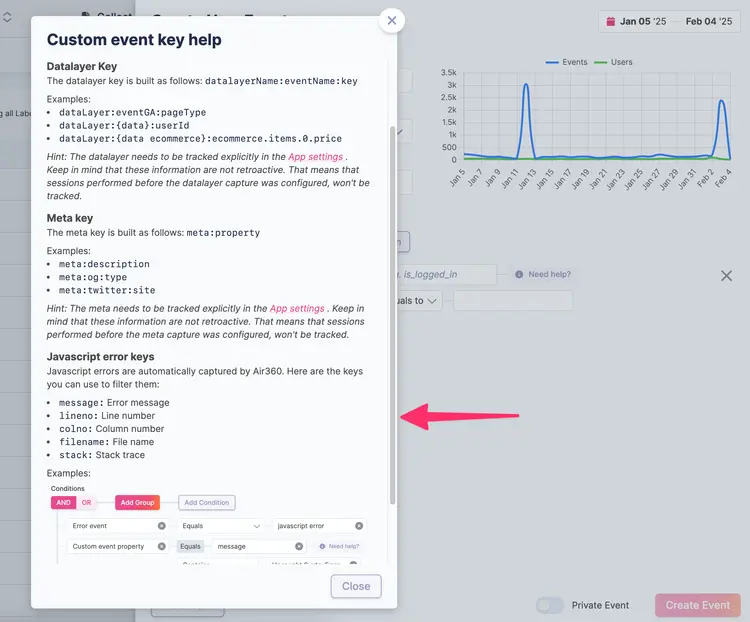 Custom event key help
Datalayer Key
The datalayer key is built as follows: datalayerName:eventName:key
Examples:
• dataLayer:eventGA:pageType
• dataLayer:{data}:userId
• dataLayer:{data ecommerce}:ecommerce.items.0.price
Hint: The datalayer needs to be tracked explicitly in the App settings .
Keep in mind that these information are not retroactive. That means that
sessions performed before the datalayer capture was configured, won't be
tracked.
Meta key
The meta key is built as follows: meta:property
Examples:
• meta:description
• meta:og:type
• meta:twitter:site
Hint: The meta needs to be tracked explicitly in the App settings . Keep in
mind that these information are not retroactive. That means that sessions
performed before the meta capture was configured, won't be tracked.
Javascript error keys
Javascript errors are automatically captured by Air360. Here are the keys
you can use to filter them:
• message: Error message
• lineno: Line number
• colno: Column number
• filename: File name
• stack: Stack trace
Examples:
Conditions
AND OR Add Group Add Condition
Error event Equals javascript error
Custom event property Equals message Need help?
Close
Jan 05 '25 Feb 04 '25
Events Users
3.5k
3k
2.5k
2k
1.5k
1k
500
0
Jan 5 Jan 7 Jan 9 Jan 11 Jan 13 Jan 15 Jan 17 Jan 19 Jan 21 Jan 23 Jan 25 Jan 27 Jan 29 Jan 31 Feb 2 Feb 4
is_logged_in Need help?
to
g all
Private Event Create Event